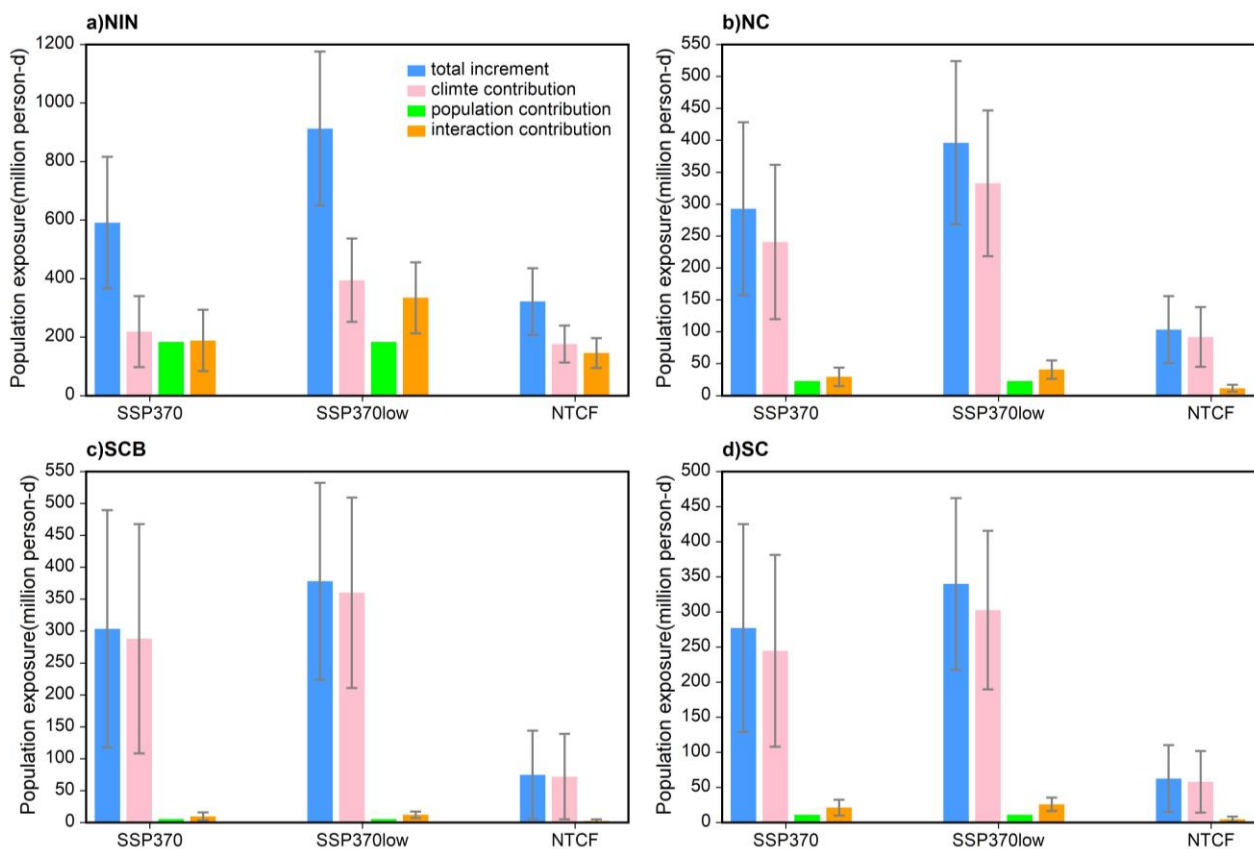 a)NIN
Population exposure(million person-d)
1200
1000
800
600
400
200
0
total increment
climte contribution
population contribution
interaction contribution
SSP370 SSP370low NTCF
b)NC
Population exposure(million person-d)
550
500
450
400
350
300
250
200
150
100
50
0
SSP370 SSP370low NTCF
c)SCB
Population exposure(million person-d)
550
500
450
400
350
300
250
200
150
100
50
0
SSP370 SSP370low NTCF
d)SC
Population exposure(million person-d)
500
450
400
350
300
250
200
150
100
50
0
SSP370 SSP370low NTCF